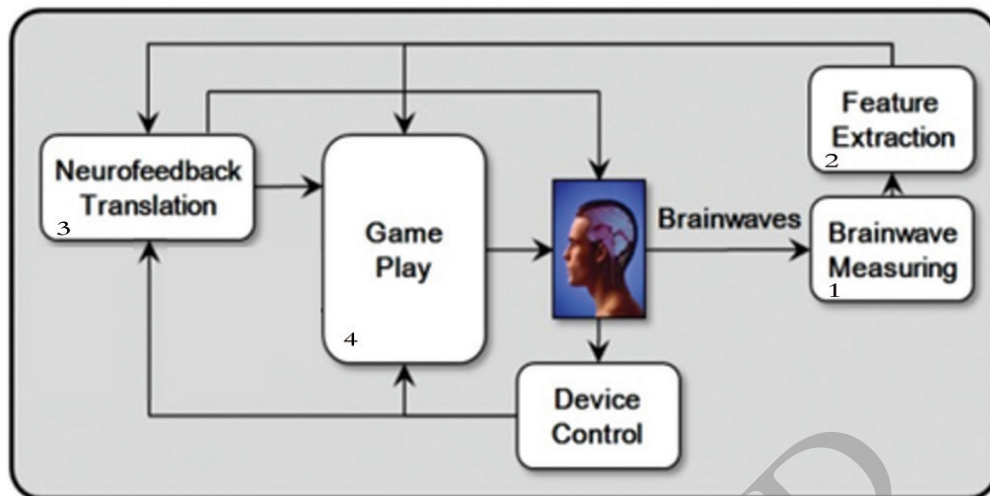 Feature
Extraction
2
Neurofeedback
Translation
3
Game
Play
4
Brainwaves
Brainwave
Measuring
1
Device
Control